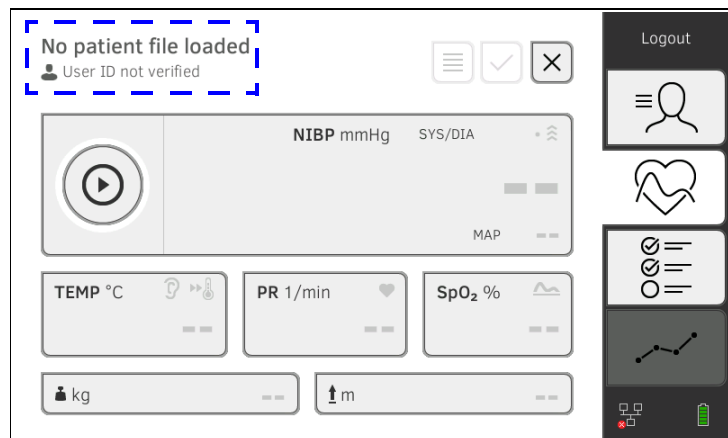 No patient file loaded
User ID not verified
Logout
NIBP mmHg SYS/DIA
-- --
MAP --
TEMP °C
--
PR 1/min
--
SpO₂ %
--
kg --
m --